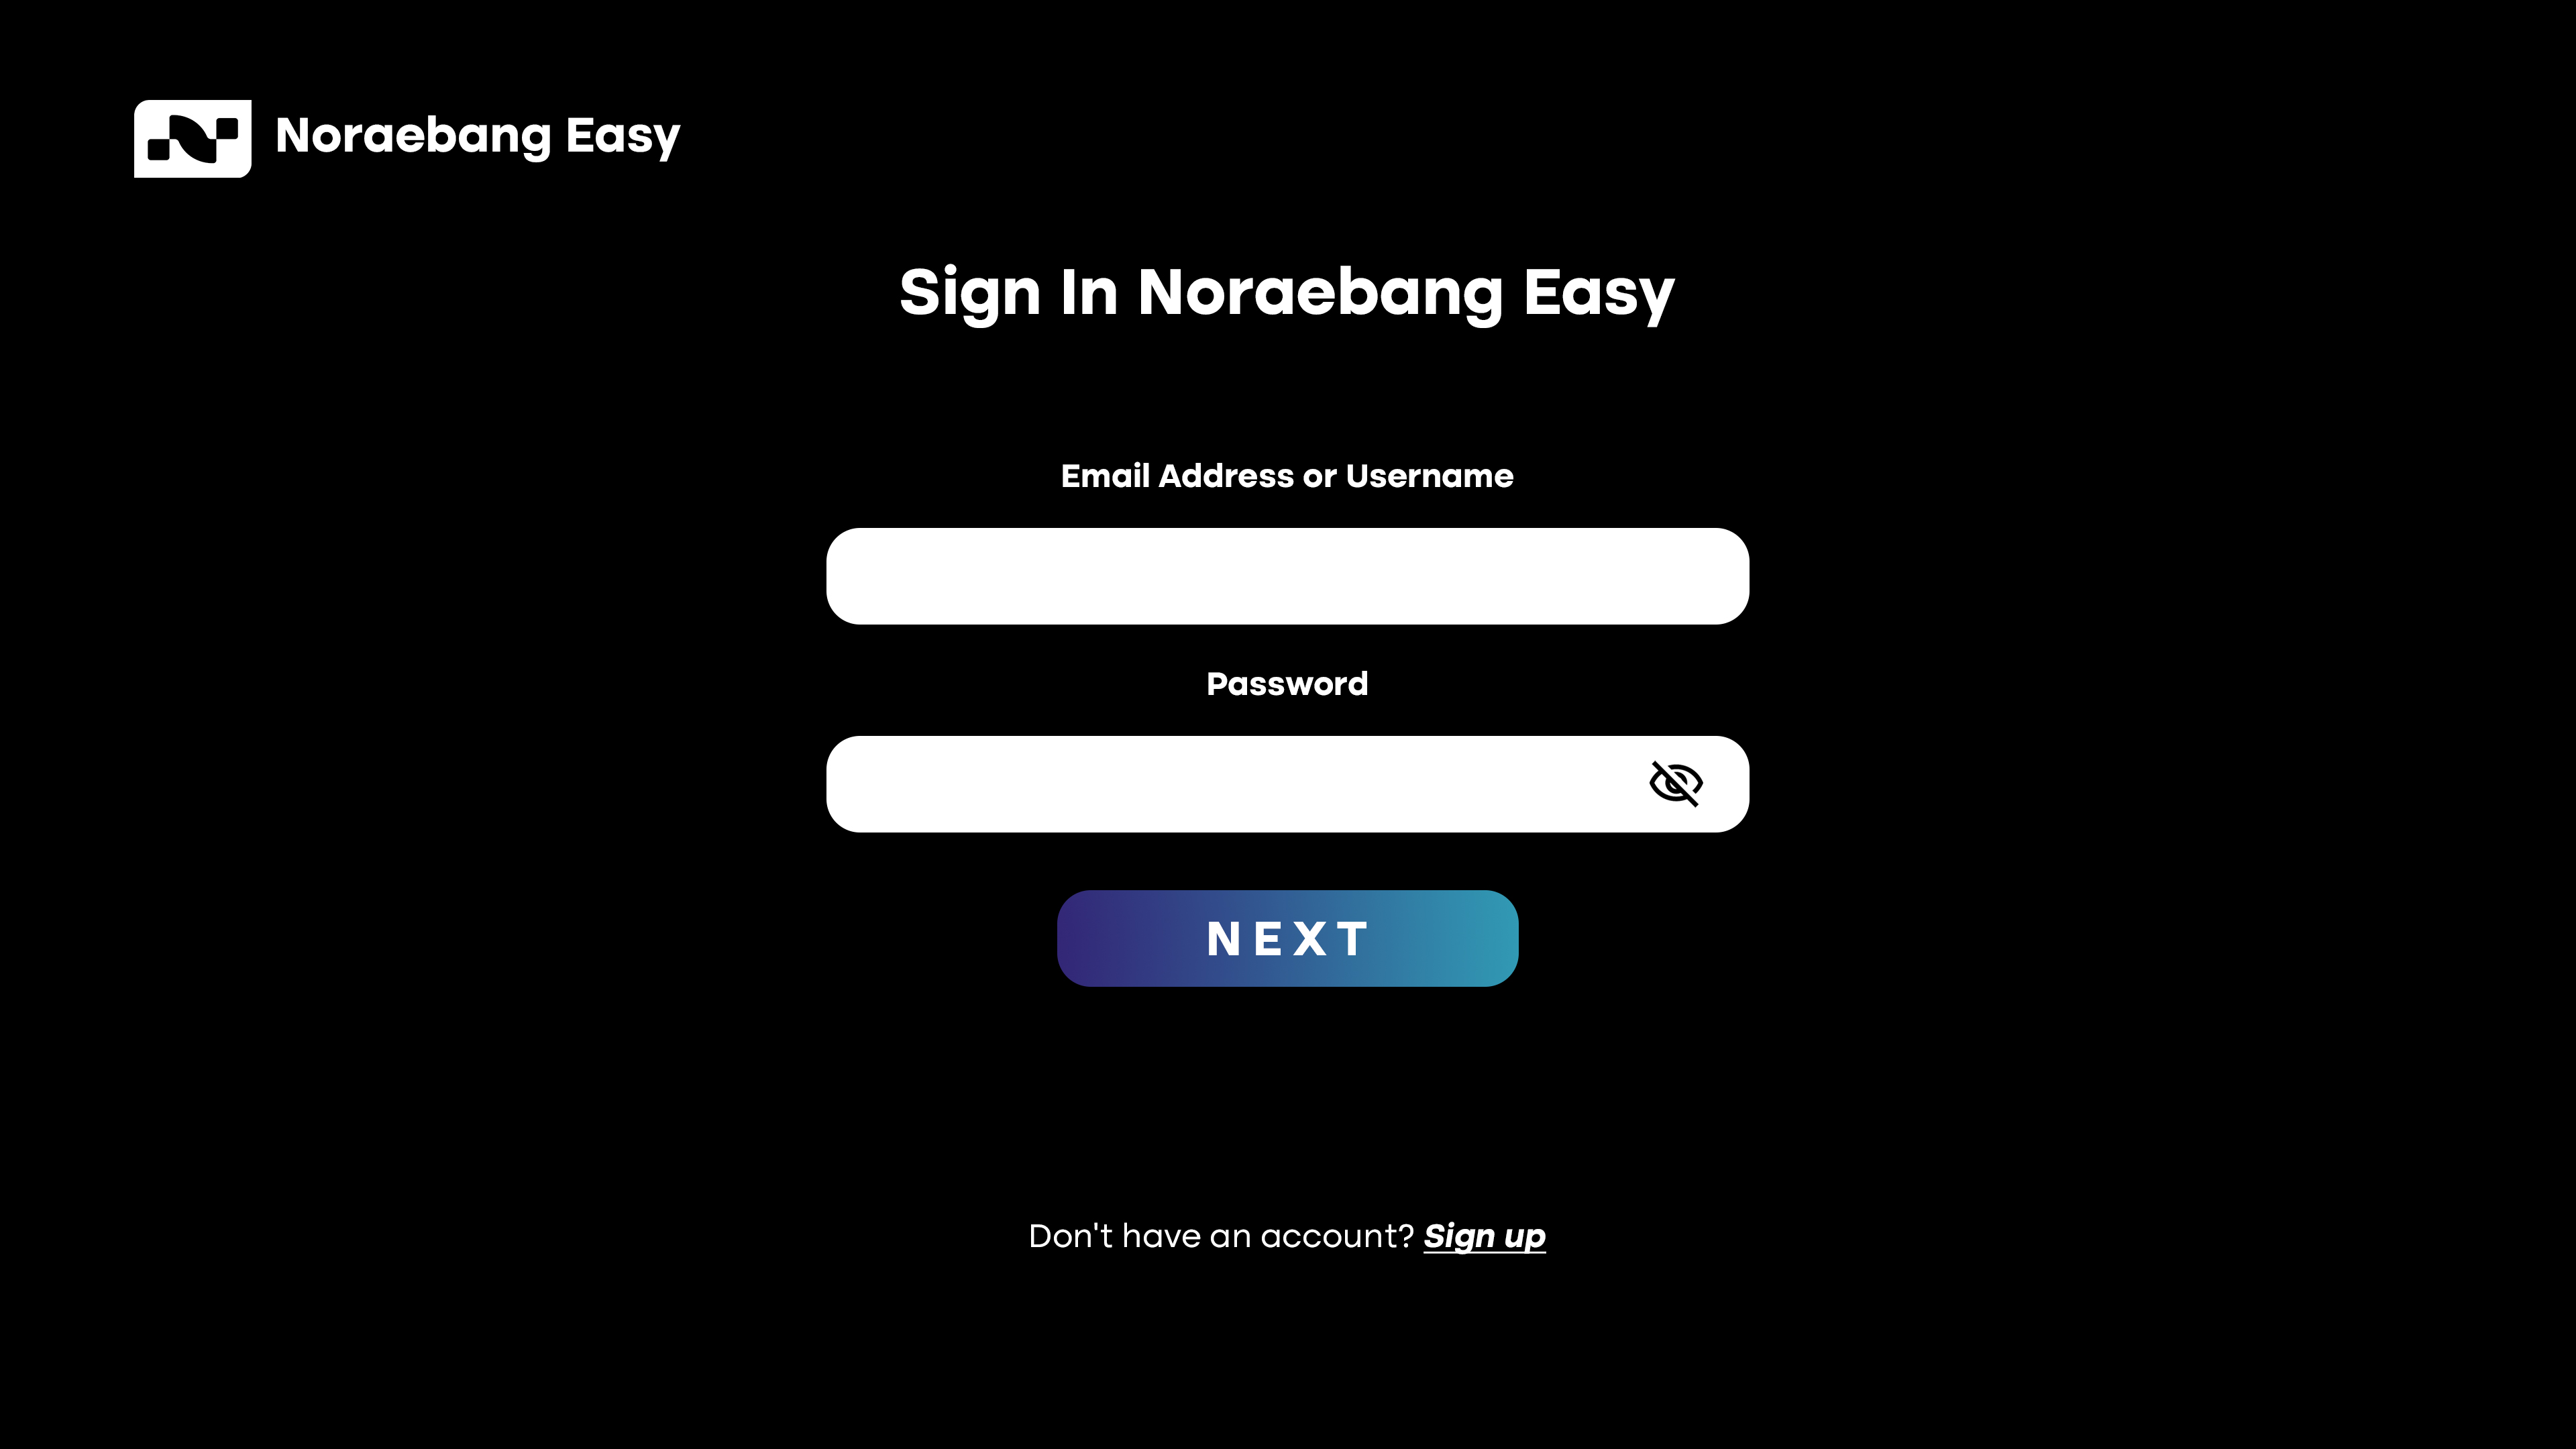 Noraebang Easy
Sign In Noraebang Easy
Email Address or Username
Password
NEXT
Don't have an account? Sign up